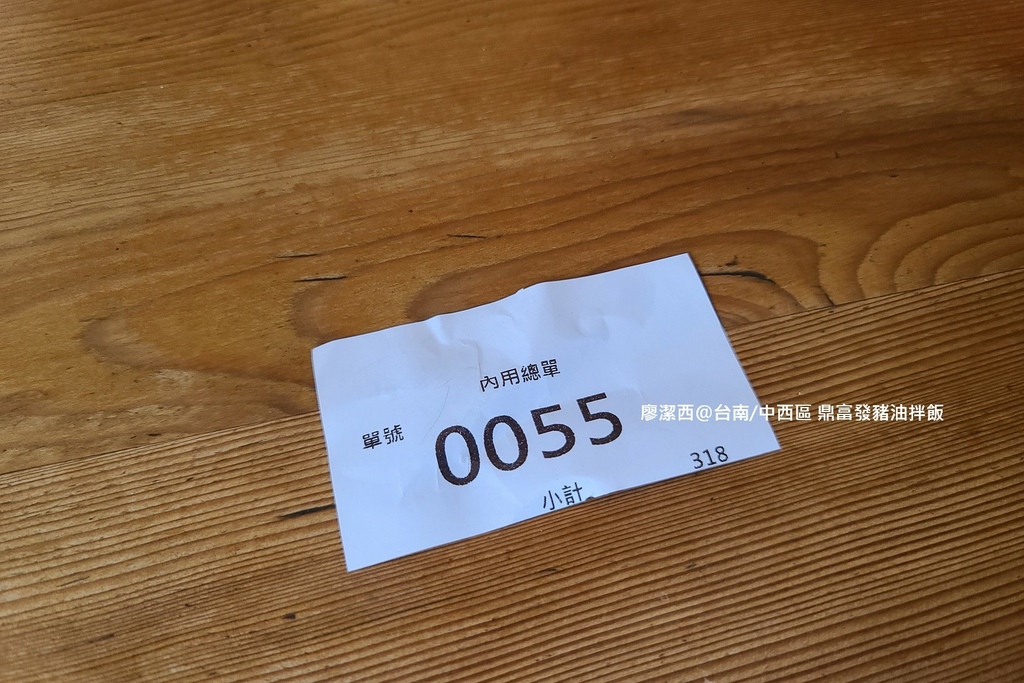 內用總單
單號 0055
小計 318
廖潔西@台南/中西區 鼎富發豬油拌飯